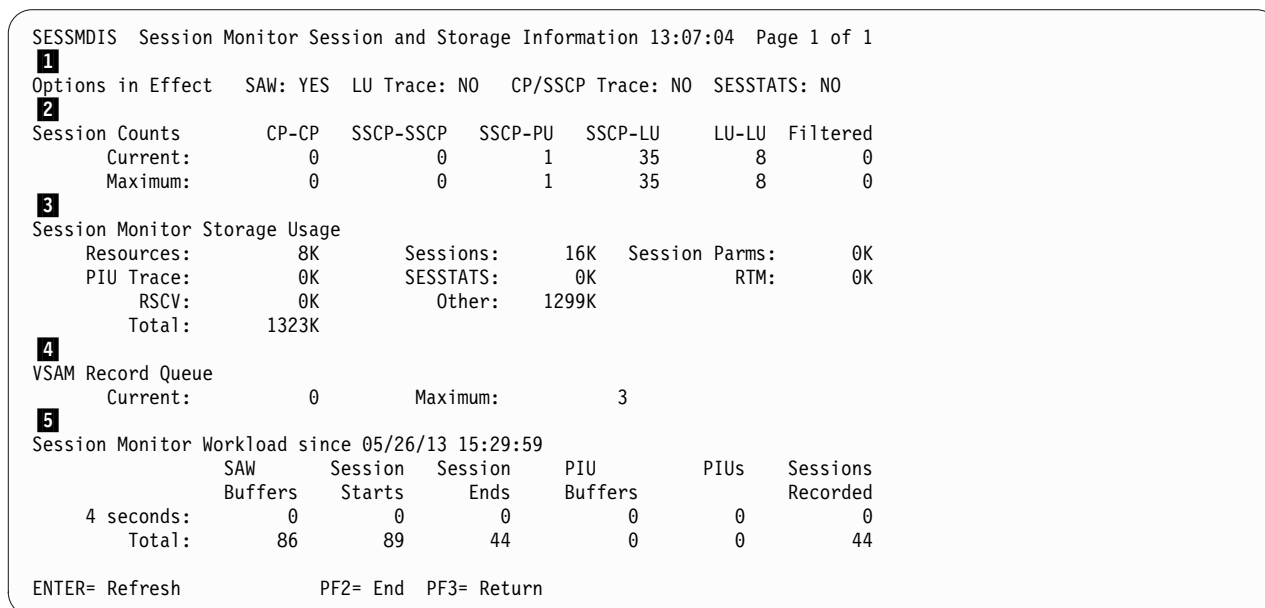 SESSMDIS Session Monitor Session and Storage Information 13:07:04 Page 1 of 1
1
Options in Effect SAW: YES LU Trace: NO CP/SSCP Trace: NO SESSTATS: NO
2
Session Counts CP-CP SSCP-SSCP SSCP-PU SSCP-LU LU-LU Filtered
Current: 0 0 1 35 8 0
Maximum: 0 0 1 35 8 0
3
Session Monitor Storage Usage
Resources: 8K Sessions: 16K Session Parms: 0K
PIU Trace: 0K SESSTATS: 0K RTM: 0K
RSCV: 0K Other: 1299K
Total: 1323K
4
VSAM Record Queue
Current: 0 Maximum: 3
5
Session Monitor Workload since 05/26/13 15:29:59
SAW Session Session PIU PIUs Sessions
Buffers Starts Ends Buffers Recorded
4 seconds: 0 0 0 0 0 0
Total: 86 89 44 0 0 44
ENTER= Refresh PF2= End PF3= Return